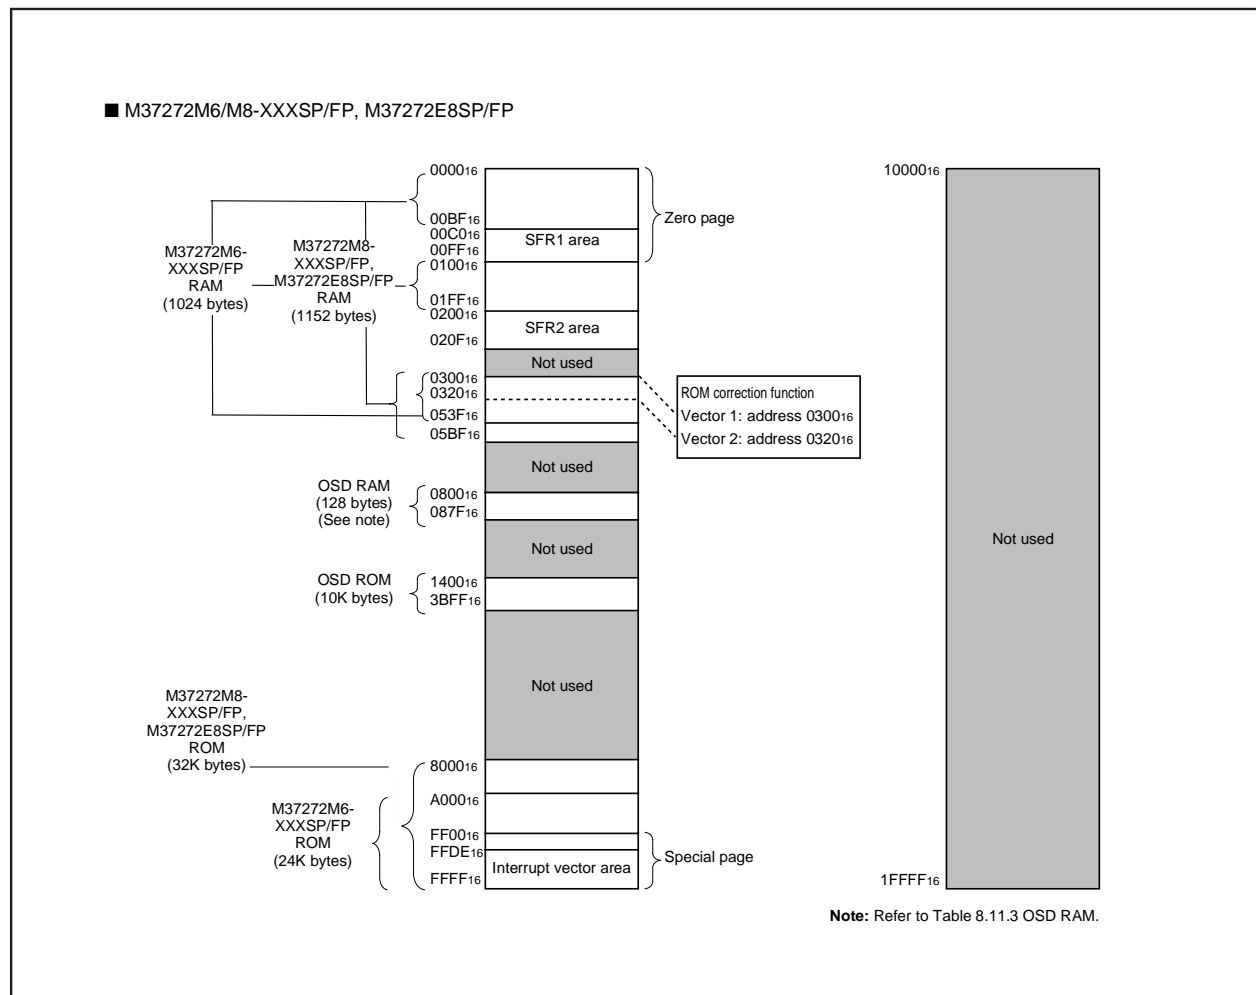 ■ M37272M6/M8-XXXSP/FP, M37272E8SP/FP
0000₁₆
00BF₁₆
00C0₁₆
00FF₁₆
0100₁₆
01FF₁₆
0200₁₆
020F₁₆
0300₁₆
0320₁₆
053F₁₆
05BF₁₆
0800₁₆
087F₁₆
1400₁₆
3BFF₁₆
8000₁₆
A000₁₆
FF00₁₆
FFDE₁₆
FFFF₁₆
M37272M6-
XXXSP/FP
RAM
(1024 bytes)
M37272M8-
XXXSP/FP,
M37272E8SP/FP
RAM
(1152 bytes)
OSD RAM
(128 bytes)
(See note)
OSD ROM
(10K bytes)
M37272M8-
XXXSP/FP,
M37272E8SP/FP
ROM
(32K bytes)
M37272M6-
XXXSP/FP
ROM
(24K bytes)
SFR1 area
SFR2 area
Not used
Not used
Not used
Not used
Interrupt vector area
Zero page
ROM correction function
Vector 1: address 0300₁₆
Vector 2: address 0320₁₆
Special page
10000₁₆
Not used
1FFFF₁₆
Note: Refer to Table 8.11.3 OSD RAM.